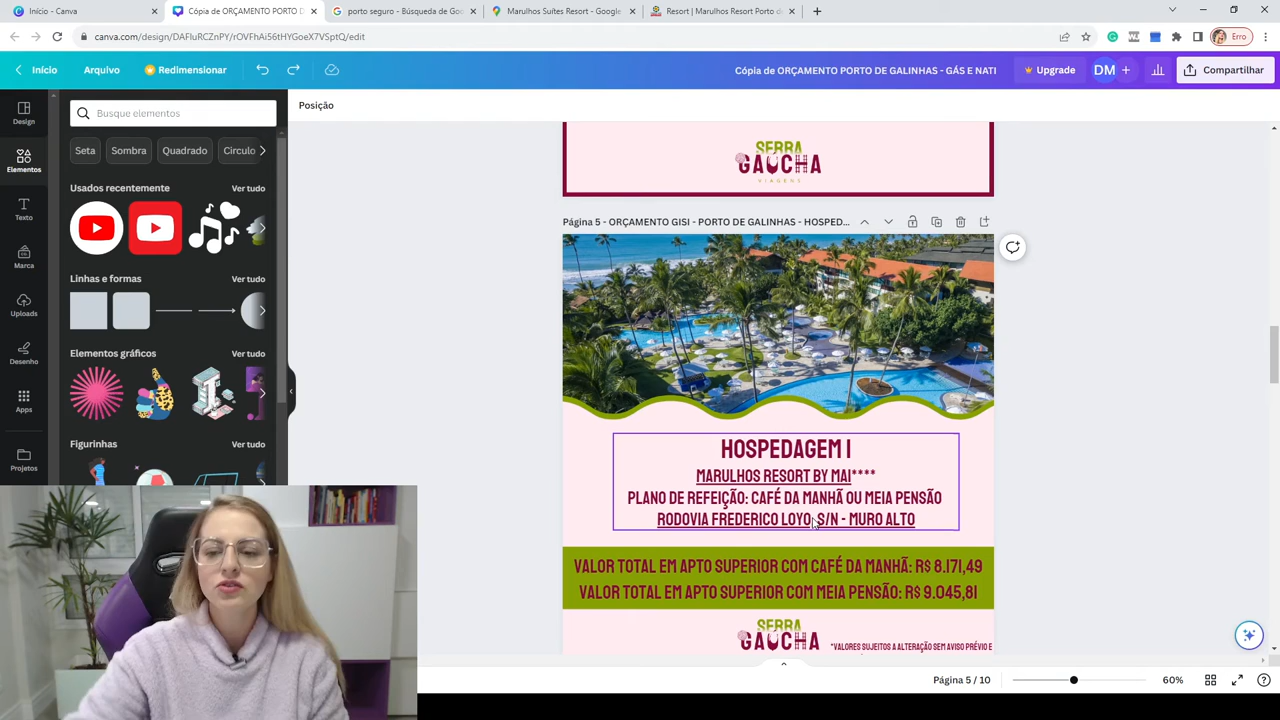 Início - Canva
Cópia de ORÇAMENTO PORTO D
porto seguro - Búsqueda de Goo
Marulhos Suítes Resort - Google
Resort | Marulhos Resort Porto de
canva.com/design/DAFluRCZnPY/rOVFhAi56tHYGoeX7VSptQ/edit
Erro
Início
Arquivo
Redimensionar
Cópia de ORÇAMENTO PORTO DE GALINHAS - GÁS E NATI
Upgrade
DM
Compartilhar
Design
Elementos
Texto
Marca
Uploads
Desenho
Apps
Projetos
Busque elementos
Seta
Sombra
Quadrado
Circulo
Usados recentemente
Ver tudo
Linhas e formas
Ver tudo
Elementos gráficos
Ver tudo
Figurinhas
Ver tudo
Posição
SERRA
GAÚCHA
VIAGENS
Página 5 - ORÇAMENTO GISI - PORTO DE GALINHAS - HOSPED...
HOSPEDAGEM I
MARULHOS RESORT BY MAI****
PLANO DE REFEIÇÃO: CAFÉ DA MANHÃ OU MEIA PENSÃO
RODOVIA FREDERICO LOYO, S/N - MURO ALTO
VALOR TOTAL EM APTO SUPERIOR COM CAFÉ DA MANHÃ: R$ 8.171,49
VALOR TOTAL EM APTO SUPERIOR COM MEIA PENSÃO: R$ 9.045,81
SERRA
GAÚCHA
*VALORES SUJEITOS A ALTERAÇÃO SEM AVISO PRÉVIO E
Página 5 / 10
60%